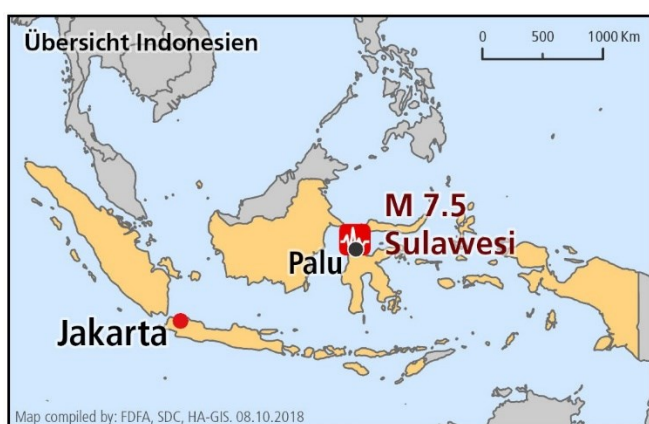 Übersicht Indonesien
0 500 1000 Km
M 7.5
Sulawesi
Palu
Jakarta
Map compiled by: FDFA, SDC, HA-GIS. 08.10.2018